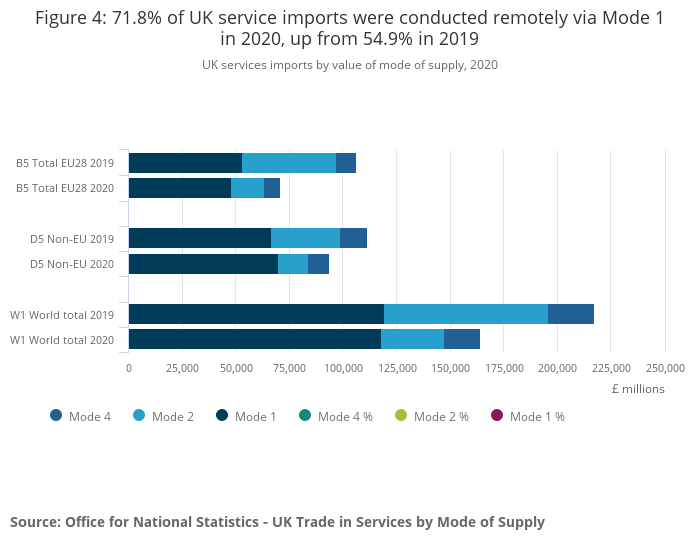 Figure 4: 71.8% of UK service imports were conducted remotely via Mode 1
in 2020, up from 54.9% in 2019
UK services imports by value of mode of supply, 2020
B5 Total EU28 2019
B5 Total EU28 2020
D5 Non-EU 2019
D5 Non-EU 2020
W1 World total 2019
W1 World total 2020
0 25,000 50,000 75,000 100,000 125,000 150,000 175,000 200,000 225,000 250,000
£ millions
Mode 4 Mode 2 Mode 1 Mode 4 % Mode 2 % Mode 1 %
Source: Office for National Statistics - UK Trade in Services by Mode of Supply